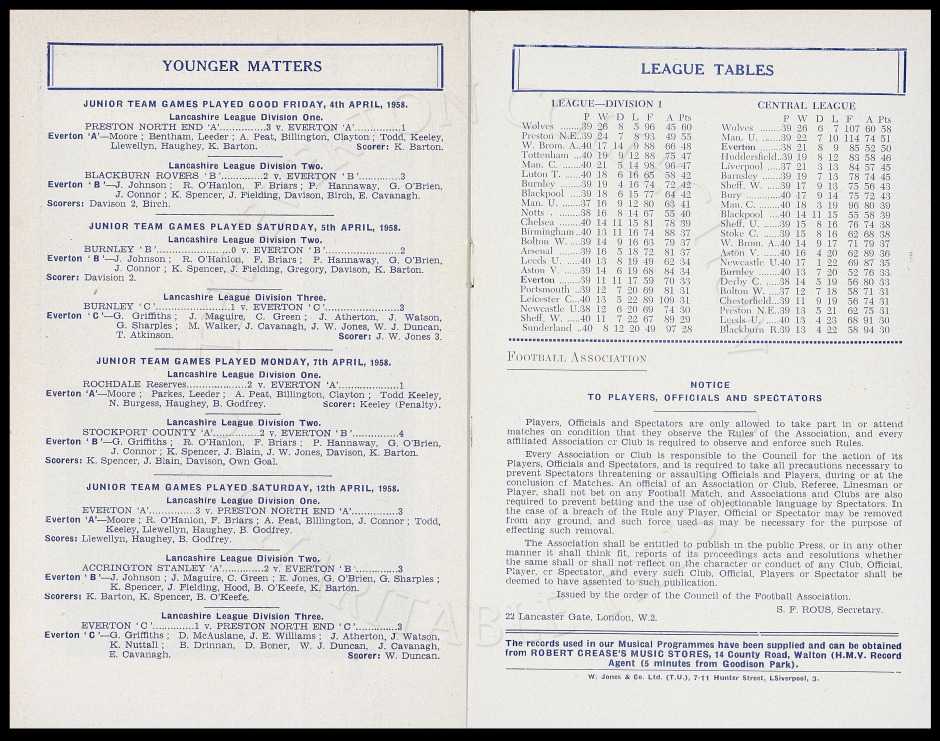 YOUNGER MATTERS
JUNIOR TEAM GAMES PLAYED GOOD FRIDAY, 4th APRIL, 1958.
Lancashire League Division One.
PRESTON NORTH END 'A'..............3 v. EVERTON 'A'..............1
Everton 'A'—Moore ; Bentham, Leeder ; A. Peat, Billington, Clayton ; Todd, Keeley,
Llewellyn, Haughey, K. Barton. Scorer: K. Barton.
Lancashire League Division Two.
BLACKBURN ROVERS 'B'..............2 v. EVERTON 'B'..............3
Everton 'B'—J. Johnson ; R. O'Hanlon, F. Briars ; P. Hannaway, G. O'Brien,
J. Connor ; K. Spencer, J. Fielding, Davison, Birch, E. Cavanagh.
Scorers: Davison 2, Birch.
JUNIOR TEAM GAMES PLAYED SATURDAY, 5th APRIL, 1958.
Lancashire League Division Two.
BURNLEY 'B'..............0 v. EVERTON 'B'..............2
Everton 'B'—J. Johnson ; R. O'Hanlon, F. Briars ; P. Hannaway, G. O'Brien,
J. Connor ; K. Spencer, J. Fielding, Gregory, Davison, K. Barton.
Scorer: Davision 2.
Lancashire League Division Three.
BURNLEY 'C'..............1 v. EVERTON 'C'..............3
Everton 'C'—G. Griffiths ; J. Maguire, C. Green ; J. Atherton, J. Watson,
G. Sharples ; M. Walker, J. Cavanagh, J. W. Jones, W. J. Duncan,
T. Atkinson. Scorer: J. W. Jones 3.
JUNIOR TEAM GAMES PLAYED MONDAY, 7th APRIL, 1958.
Lancashire League Division One.
ROCHDALE Reserves..............2 v. EVERTON 'A'..............1
Everton 'A'—Moore ; Parkes, Leeder ; A. Peat, Billington, Clayton ; Todd Keeley,
N. Burgess, Haughey, B. Godfrey. Scorer: Keeley (Penalty).
Lancashire League Division Two.
STOCKPORT COUNTY 'A'..............2 v. EVERTON 'B'..............4
Everton 'B'—G. Griffiths ; R. O'Hanlon, F. Briars ; P. Hannaway, G. O'Brien,
J. Connor ; K. Spencer, J. Blain, J. W. Jones, Davison, K. Barton.
Scorers: K. Spencer, J. Blain, Davison, Own Goal.
JUNIOR TEAM GAMES PLAYED SATURDAY, 12th APRIL, 1958.
Lancashire League Division One.
EVERTON 'A'..............3 v. PRESTON NORTH END 'A'..............3
Everton 'A'—Moore ; R. O'Hanlon, F. Briars ; A. Peat, Billington, J. Connor ; Todd,
Keeley, Llewellyn, Haughey, B. Godfrey.
Scores: Llewellyn, Haughey, B. Godfrey.
Lancashire League Division Two.
ACCRINGTON STANLEY 'A'..............2 v. EVERTON 'B'..............3
Everton 'B'—J. Johnson ; J. Maguire, C. Green ; E. Jones, G. O'Brien, G. Sharples ;
K. Spencer, J. Fielding, Hood, B. O'Keefe, K. Barton.
Scorers: K. Barton, K. Spencer, B. O'Keefe.
Lancashire League Division Three.
EVERTON 'C'..............1 v. PRESTON NORTH END 'C'..............3
Everton 'C'—G. Griffiths ; D. McAuslane, J. E. Williams ; J. Atherton, J. Watson,
K. Nuttall ; B. Drinnan, D. Boner, W. J. Duncan, J. Cavanagh,
E. Cavanagh. Scorer: W. Duncan.
LEAGUE TABLES
LEAGUE—DIVISION 1
P W D L F A Pts
Wolves ......39 26 8 5 96 45 60
Preston N.E..39 24 7 8 93 49 55
W. Brom. A..40 17 14 9 88 66 48
Tottenham ...40 19 9 12 88 75 47
Man. C. .....40 21 5 14 98 96 47
Luton T. ....40 18 6 16 65 58 42
Burnley .....39 19 4 16 74 72 42
Blackpool ...39 18 6 15 77 64 42
Man. U. .....37 16 9 12 80 63 41
Notts . .....38 16 8 14 67 55 40
Chelsea .....40 14 11 15 81 78 39
Birmingham..40 13 11 16 74 88 37
Bolton W. ...39 14 9 16 63 79 37
Arsenal .....39 16 5 18 72 81 37
Leeds U. ....40 13 8 19 49 62 34
Aston V. ....39 14 6 19 68 84 34
Everton .....39 11 11 17 59 70 33
Portsmouth ..39 12 7 20 69 81 31
Leicester C...40 13 5 22 89 109 31
Newcastle U.38 12 6 20 69 74 30
Sheff. W. ...40 11 7 22 67 89 29
Sunderland ..40 8 12 20 49 97 28
CENTRAL LEAGUE
P W D L F A Pts
Wolves ......39 26 6 7 107 60 58
Man. U. .....39 22 7 10 114 74 51
Everton .....38 21 8 9 85 52 50
Huddersfield..39 19 8 12 83 58 46
Liverpool ...37 21 3 13 84 57 45
Barnsley ....39 19 7 13 78 74 45
Sheff. W. ...39 17 9 13 75 56 43
Bury ........40 17 9 14 75 72 43
Man. C. .....40 18 3 19 96 80 39
Blackpool ...40 14 11 15 55 58 39
Sheff. U. ...39 15 8 16 76 74 38
Stoke C. ....39 15 8 16 62 68 38
W. Brom. A..40 14 9 17 71 79 37
Aston V. ....40 16 4 20 62 89 36
Newcastle U.40 17 1 22 69 87 35
Burnley .....40 13 7 20 52 76 33
Derby C. ....38 14 5 19 56 80 33
Bolton W. ...37 12 7 18 58 71 31
Chesterfield...39 11 9 19 56 74 31
Preston N.E..39 13 5 21 62 75 31
Leeds U. ....40 13 4 23 68 91 30
Blackburn R.39 13 4 22 58 94 30
FOOTBALL ASSOCIATION
NOTICE
TO PLAYERS, OFFICIALS AND SPECTATORS
Players, Officials and Spectators are only allowed to take part in or attend
matches on condition that they observe the Rules of the Association, and every
affiliated Association cr Club is required to observe and enforce such Rules.
Every Association or Club is responsible to the Council for the action of its
Players, Officials and Spectators, and is required to take all precautions necessary to
prevent Spectators threatening or assaulting Officials and Players, during or at the
conclusion cf Matches. An official of an Association or Club, Referee, Linesman or
Player, shall not bet on any Football Match, and Associations and Clubs are also
required to prevent betting and the use of objectionable language by Spectators. In
the case of a breach of the Rule any Player, Official or Spectator may be removed
from any ground, and such force used as may be necessary for the purpose of
effecting such removal.
The Association shall be entitled to publish in the public Press, or in any other
manner it shall think fit, reports of its proceedings acts and resolutions whether
the same shall or shall not reflect on the character or conduct of any Club, Official,
Player, cr Spectator, and every such Club, Official, Players or Spectator shall be
deemed to have assented to such publication.
Issued by the order of the Council of the Football Association.
S. F. ROUS, Secretary.
22 Lancaster Gate, London, W.2.
The records used in our Musical Programmes have been supplied and can be obtained
from ROBERT CREASE'S MUSIC STORES, 14 County Road, Walton (H.M.V. Record
Agent (5 minutes from Goodison Park).
W. Jones & Co. Ltd. (T.U.), 7-11 Hunter Street, LSiverpool, 3.